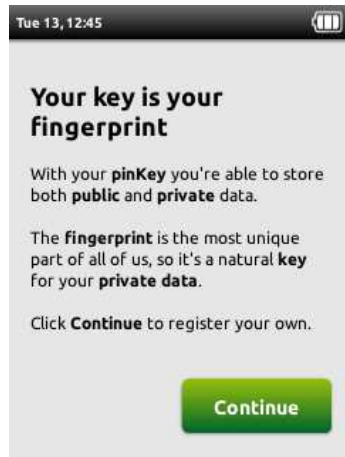 Tue 13, 12:45
Your key is your
fingerprint
With your pinKey you're able to store
both public and private data.
The fingerprint is the most unique
part of all of us, so it's a natural key
for your private data.
Click Continue to register your own.
Continue